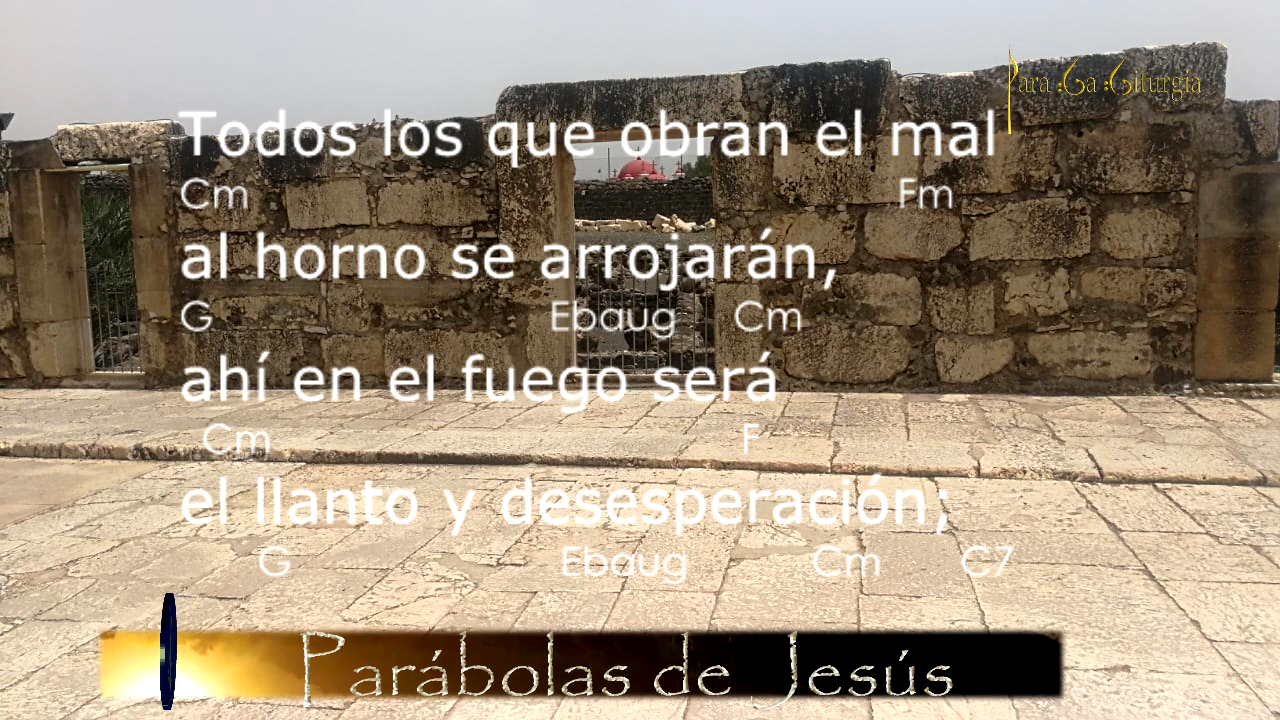 Para La Liturgia
Todos los que obran el mal
Cm Fm
al horno se arrojarán,
G Ebaug Cm
ahí en el fuego será
Cm F
el llanto y desesperación;
G Ebaug Cm C7
Parábolas de Jesús